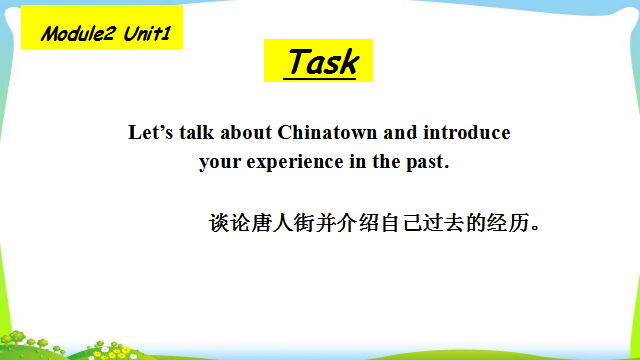 Module2 Unit1
Task
Let’s talk about Chinatown and introduce
your experience in the past.
谈论唐人街并介绍自己过去的经历。